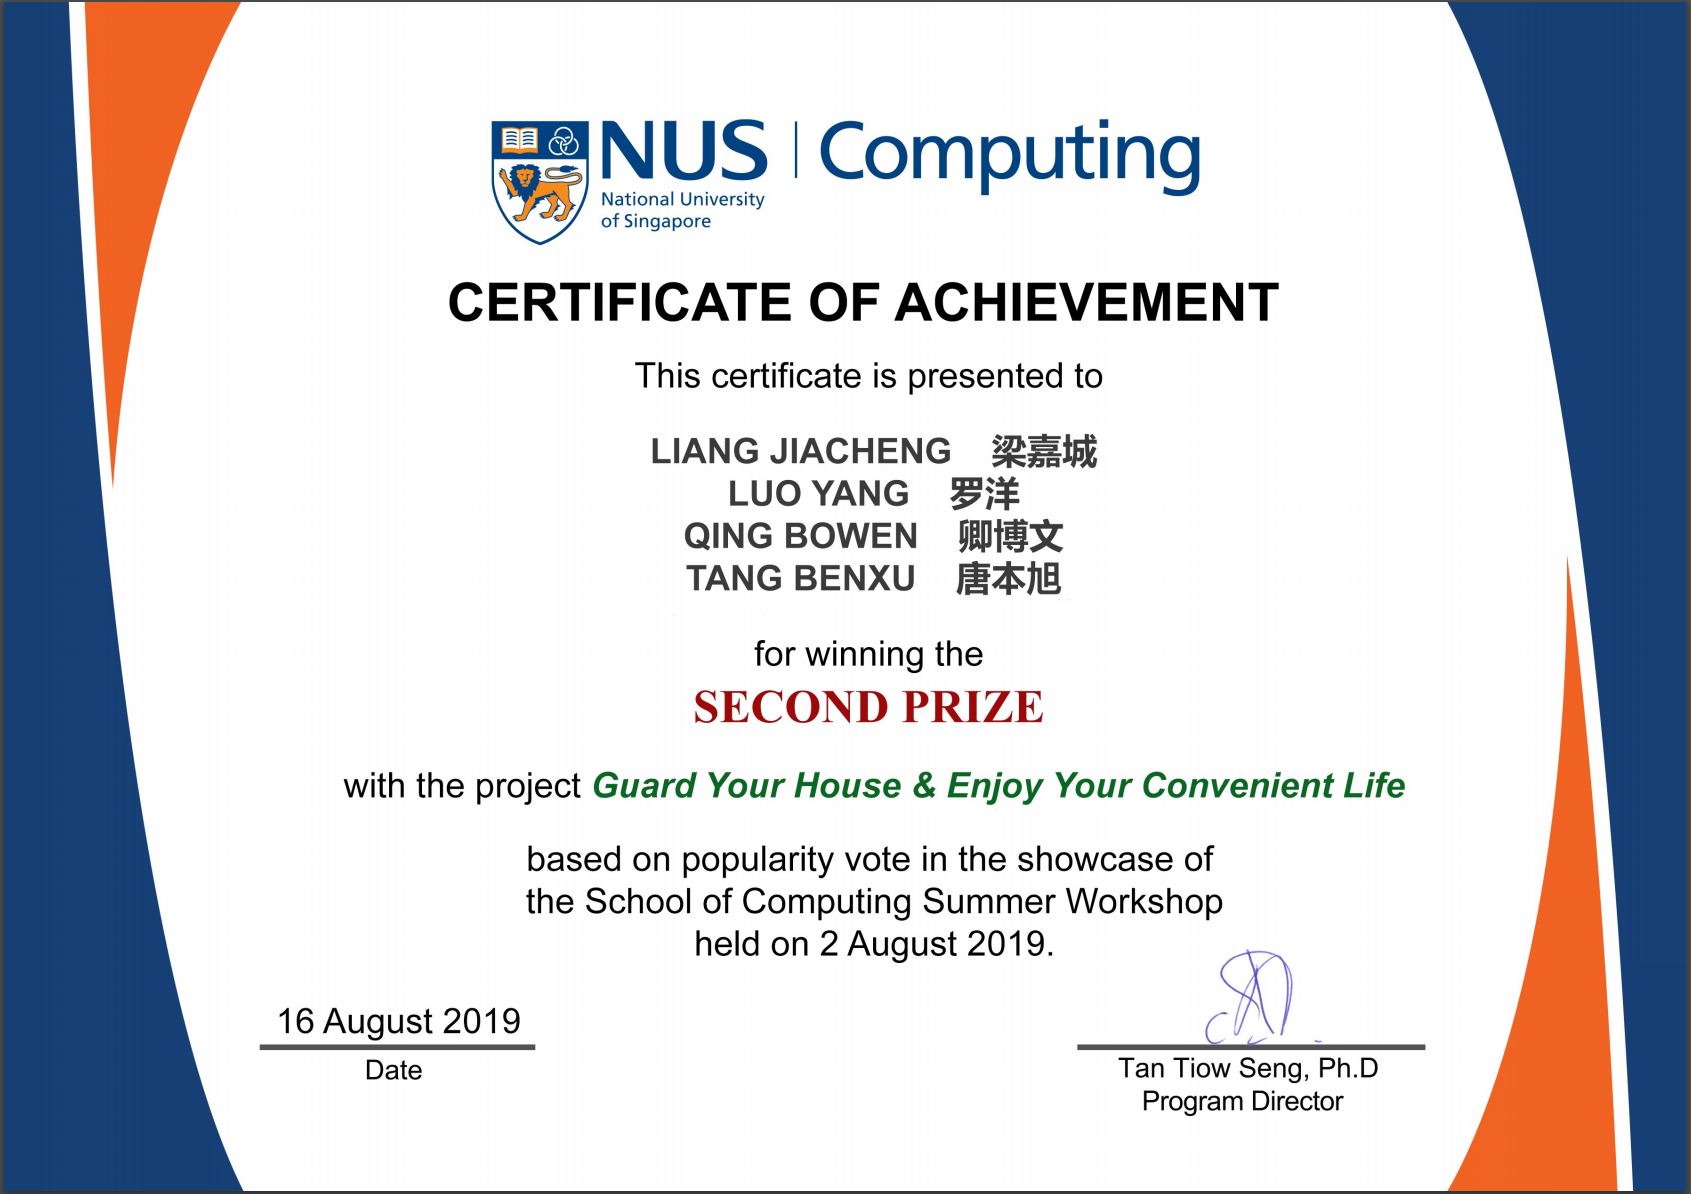 NUS | Computing
National University
of Singapore
CERTIFICATE OF ACHIEVEMENT
This certificate is presented to
LIANG JIACHENG 梁嘉城
LUO YANG 罗洋
QING BOWEN 卿博文
TANG BENXU 唐本旭
for winning the
SECOND PRIZE
with the project Guard Your House & Enjoy Your Convenient Life
based on popularity vote in the showcase of
the School of Computing Summer Workshop
held on 2 August 2019.
16 August 2019
Date
Tan Tiow Seng, Ph.D
Program Director